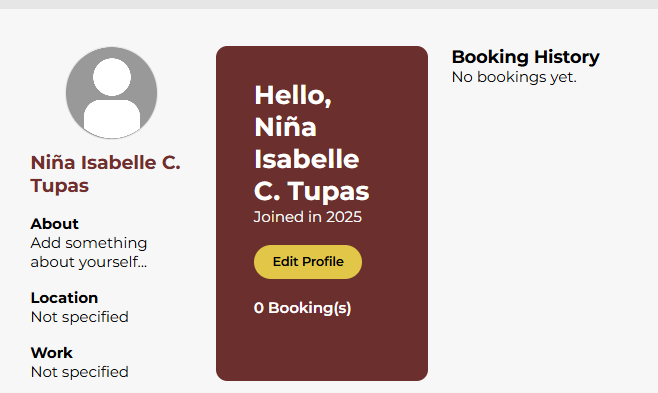 Niña Isabelle C.
Tupas
About
Add something
about yourself...
Location
Not specified
Work
Not specified
Hello,
Niña
Isabelle
C. Tupas
Joined in 2025
Edit Profile
0 Booking(s)
Booking History
No bookings yet.